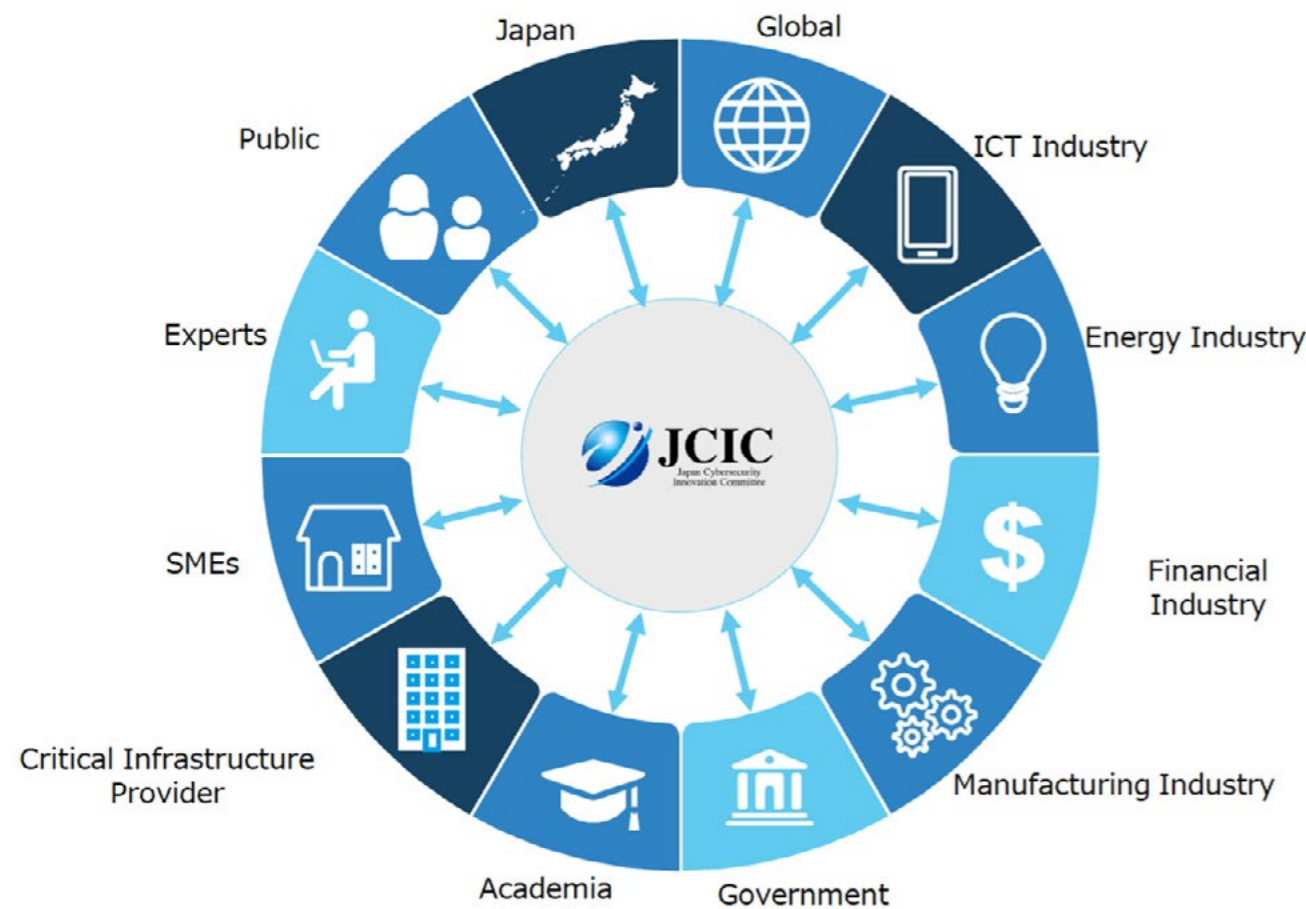 Japan
Global
Public
ICT Industry
Experts
Energy Industry
JCIC
Japan Cybersecurity
Innovation Committee
SMEs
$
Financial
Industry
Critical Infrastructure
Provider
Manufacturing Industry
Academia
Government